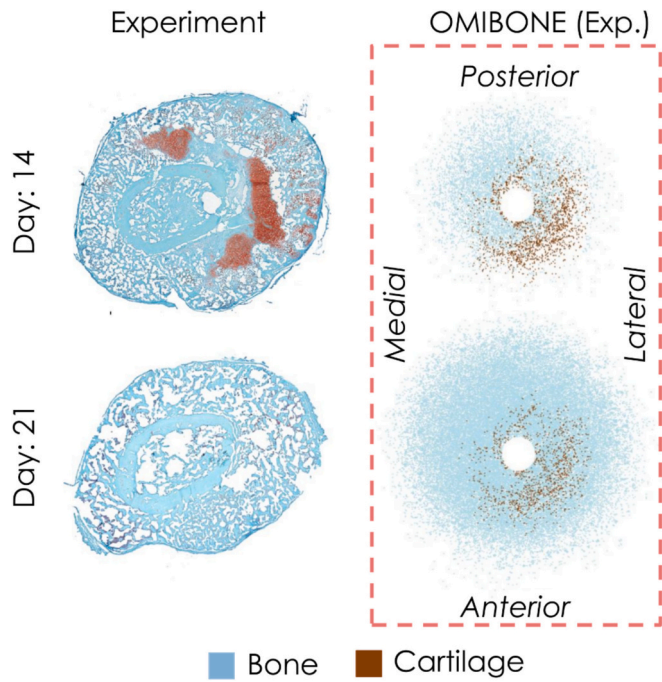 Experiment
OMIBONE (Exp.)
Posterior
Day: 14
Medial
Lateral
Day: 21
Anterior
Bone
Cartilage